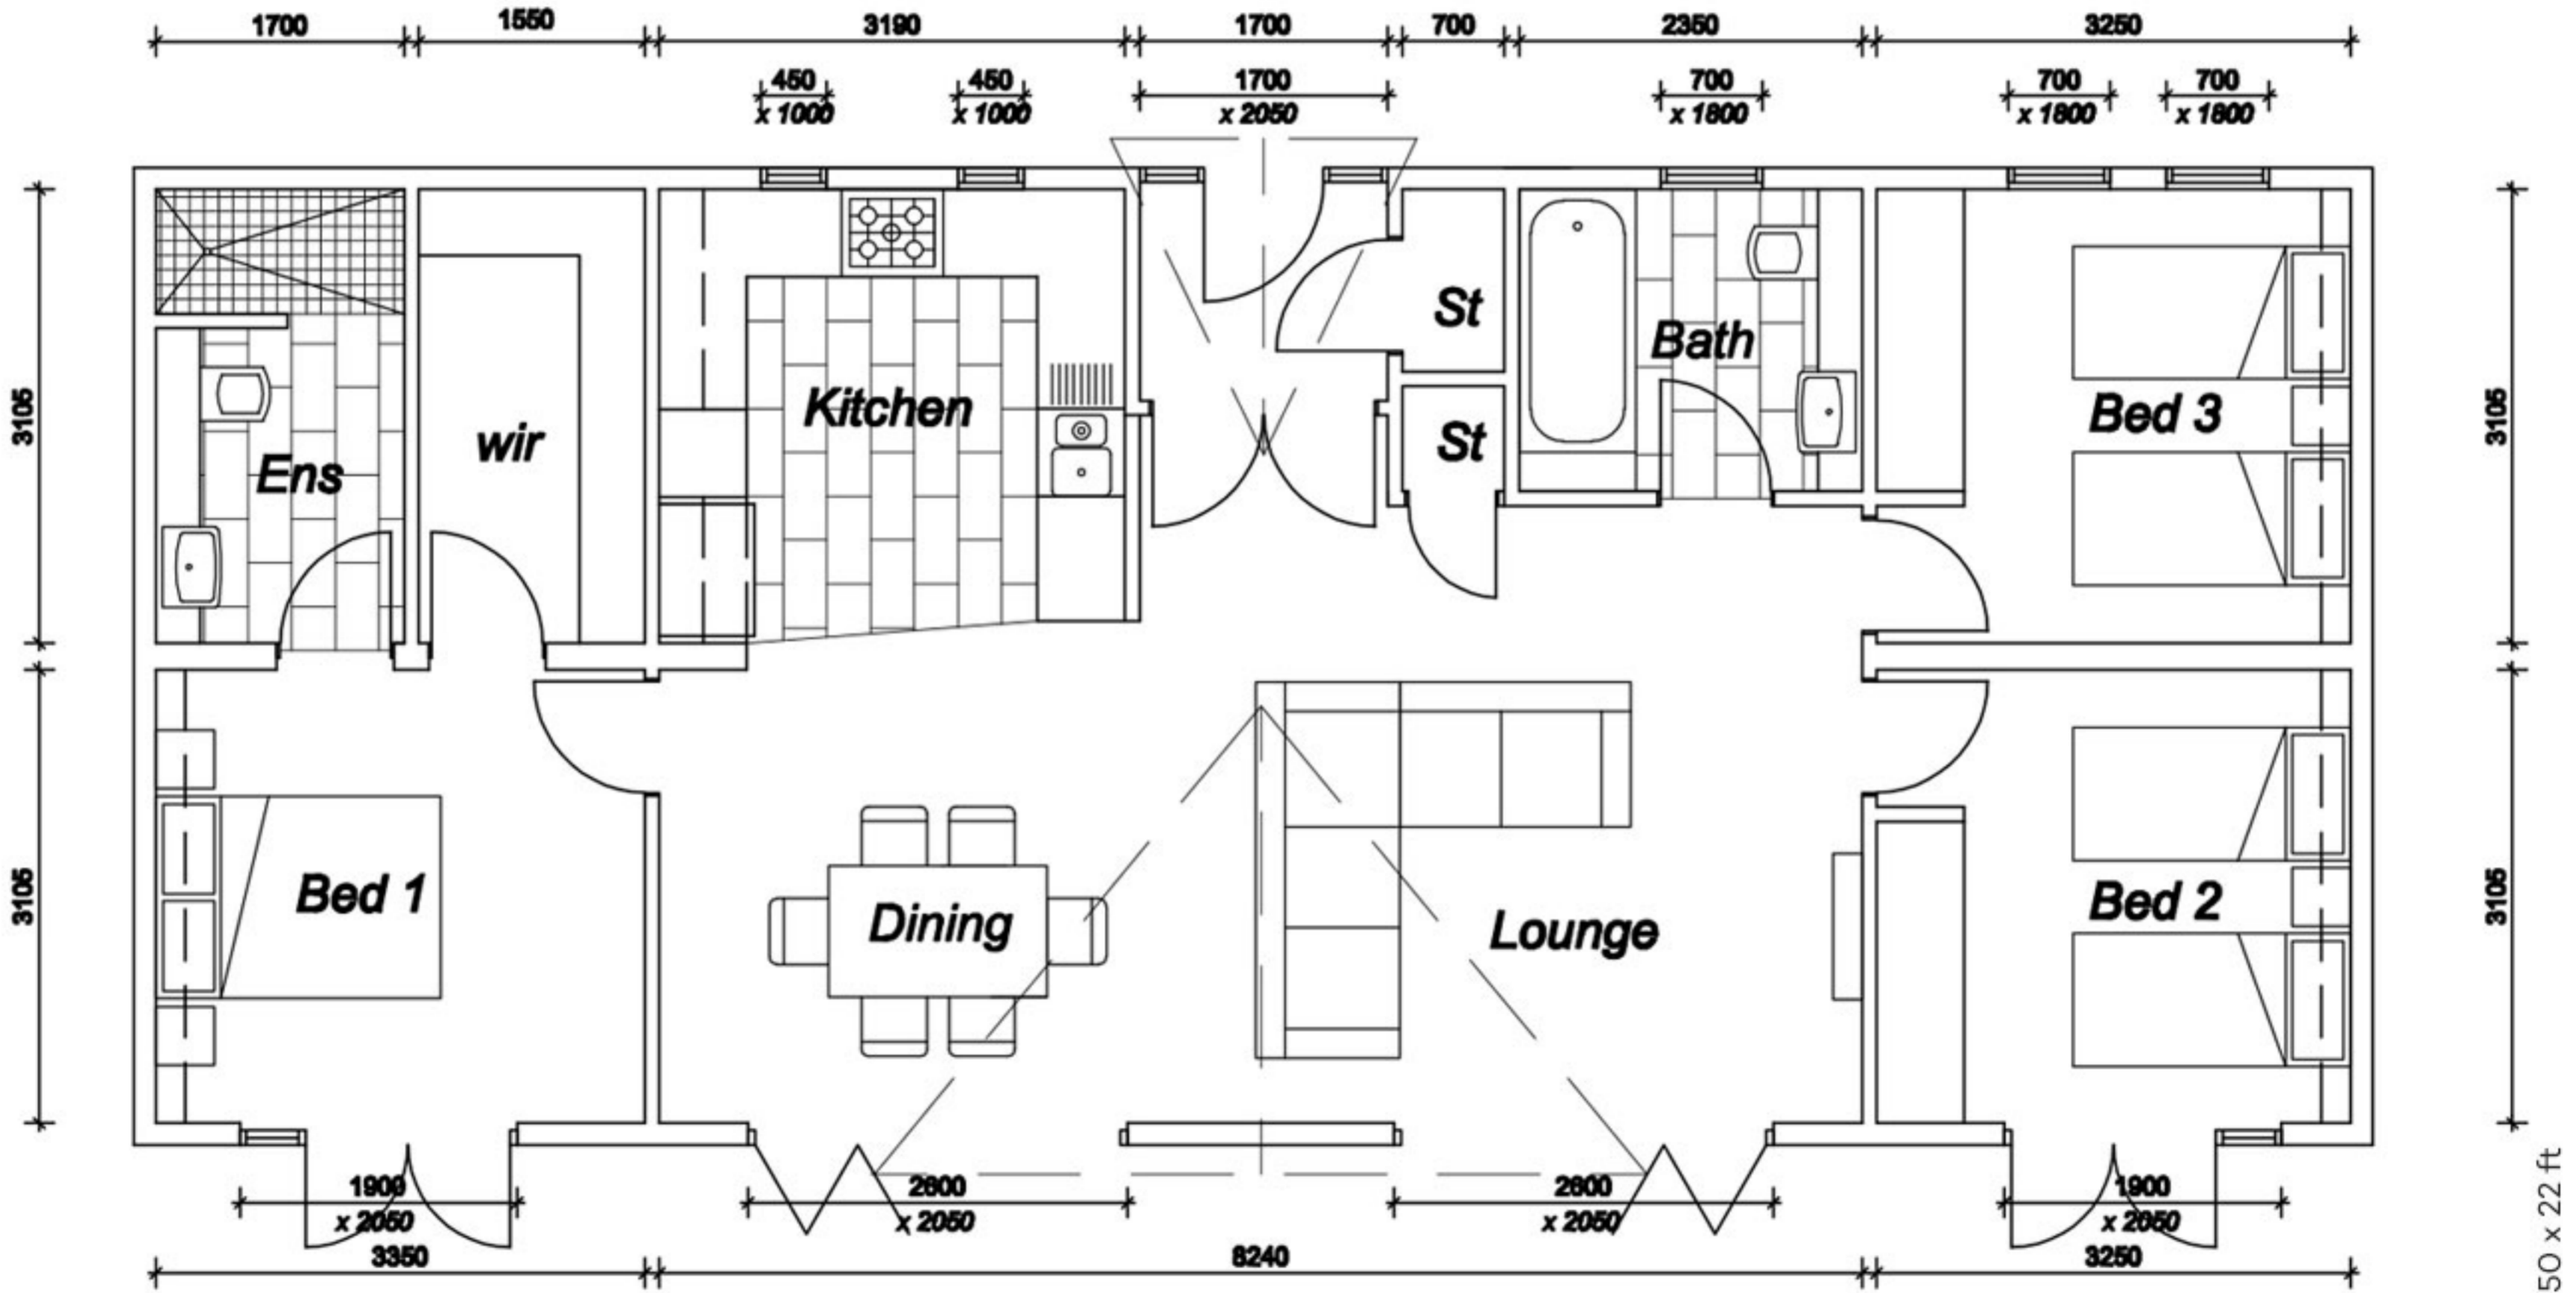 1700 1550 3190 1700 700 2350 3250
450 450 1700 700 700 700
x 1000 x 1000 x 2050 x 1800 x 1800 x 1800
3105 3105
St
Bath
Kitchen Bed 3
wir St
Ens
3105 3105
Bed 1 Dining Lounge Bed 2
1900 2600 2600 1900
x 2050 x 2050 x 2050 x 2050
3350 8240 3250
50 x 22 ft